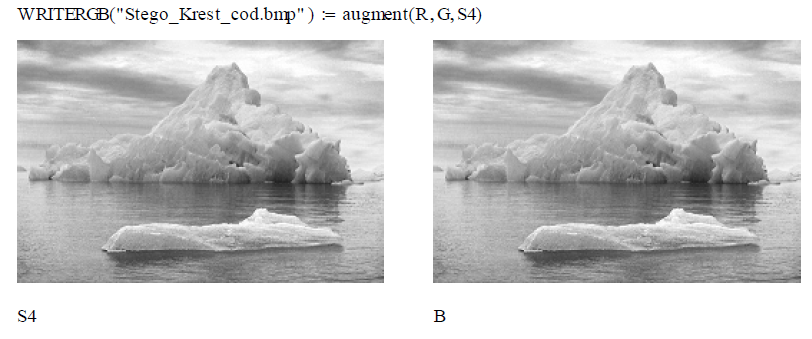 WRITERGB("Stego_Krest_cod.bmp") := augment(R, G, S4)
S4
B